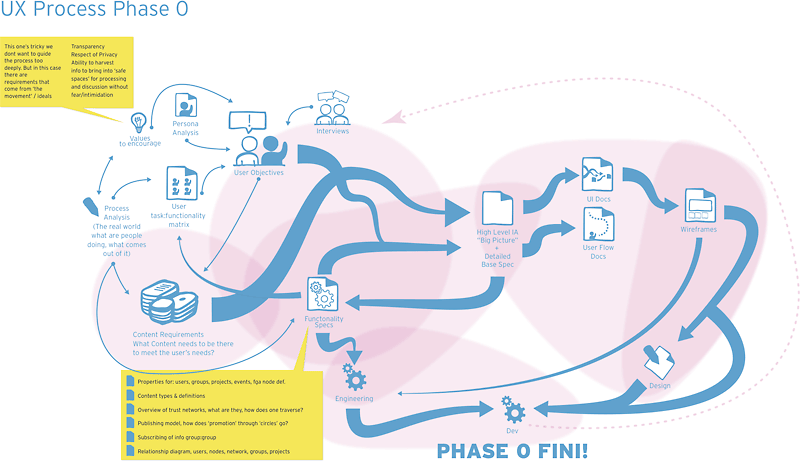 UX Process Phase 0
This one's tricky we
dont want to guide
the process too
deeply. But in this case
there are
requirements that
come from 'the
movement' / ideals
Transparency
Respect of Privacy
Ability to harvest
info to bring into 'safe
spaces' for processing
and discussion without
fear/intimidation
Persona
Analysis
Values
to encourage
Interviews
User Objectives
User
task:functionality
matrix
Process
Analysis
(The real world
what are people
doing, what comes
out of it)
Content Requirements
What Content needs to be there
to meet the user's needs?
Functonality
Specs
High Level IA
"Big Picture"
+
Detailed
Base Spec
UI Docs
User Flow
Docs
Wireframes
Design
Engineering
Dev
Properties for: users, groups, projects, events, fga node def.
Content types & definitions
Overview of trust networks, what are they, how does one traverse?
Publishing model, how does 'promotion' through 'circles' go?
Subscribing of info group:group
Relationship diagram, users, nodes, network, groups, projects
PHASE 0 FINI!